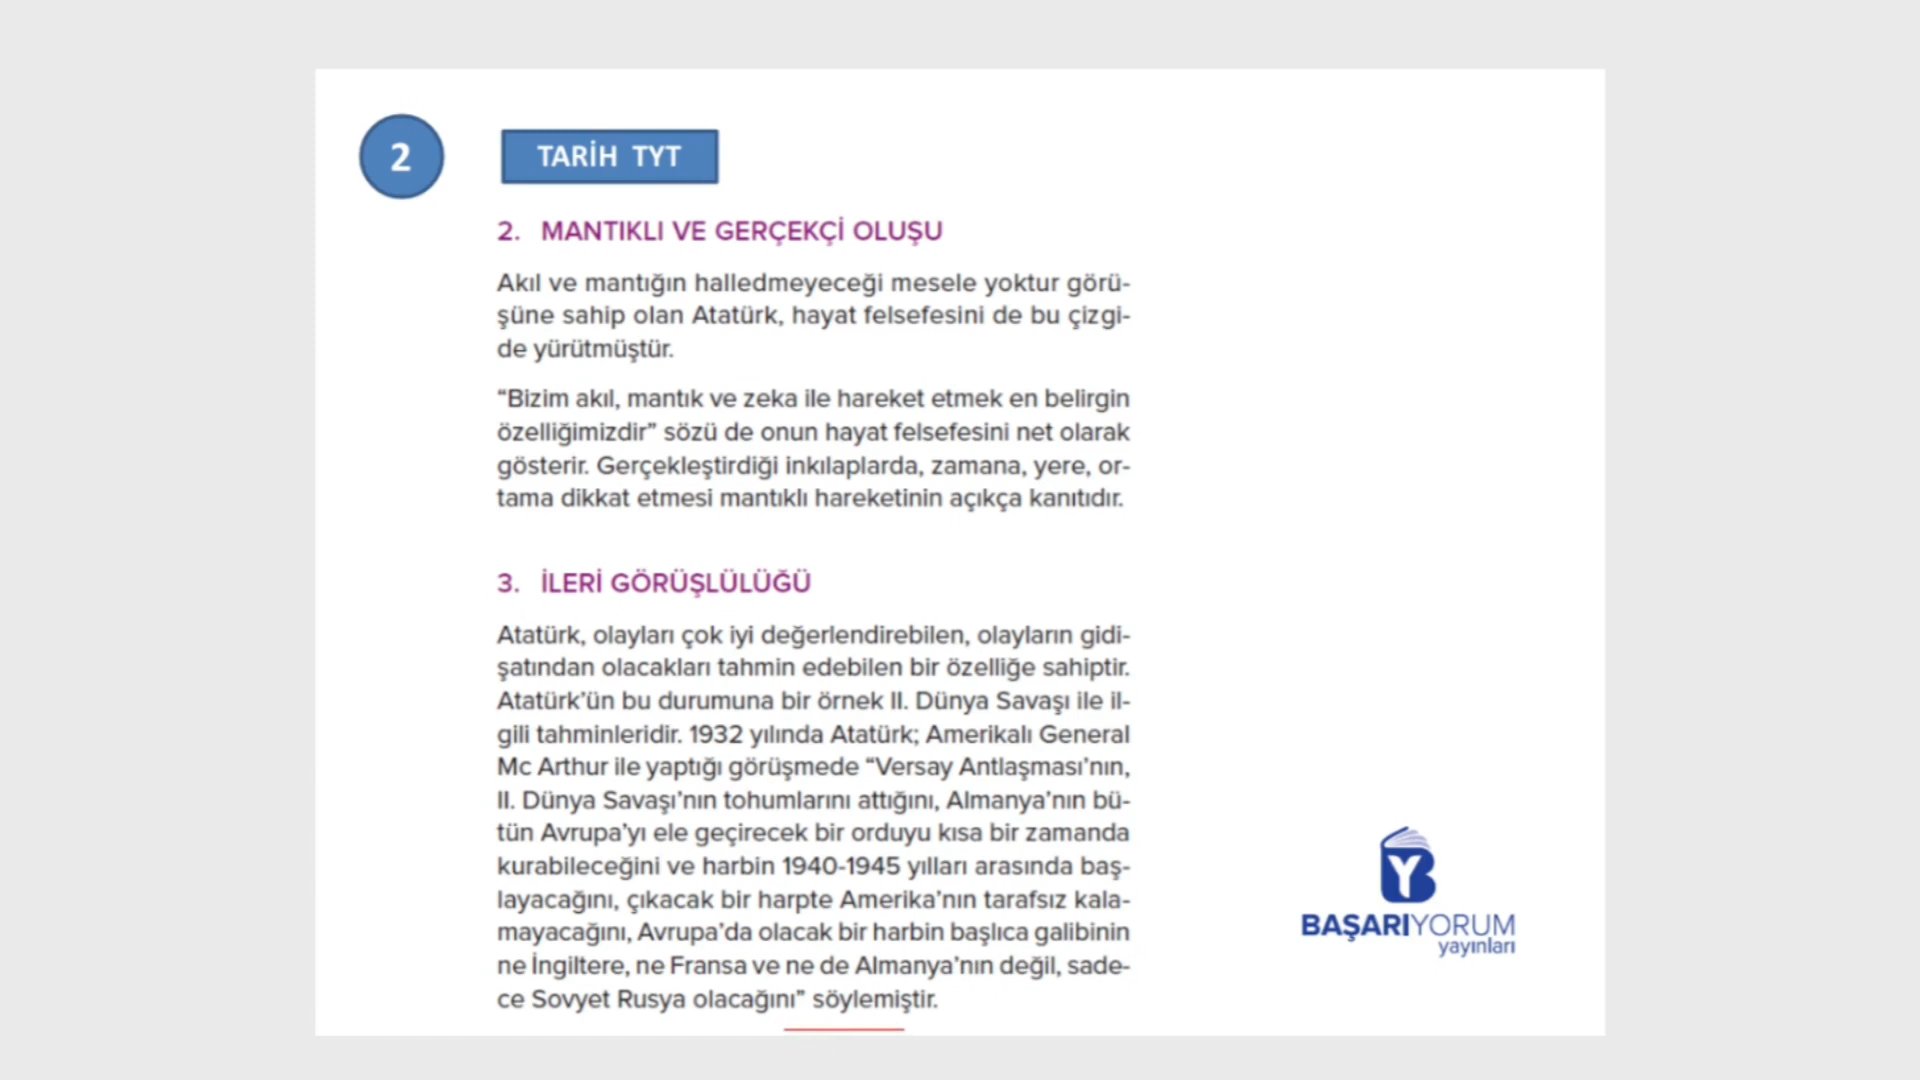 2
TARİH TYT
2. MANTIKLI VE GERÇEKÇİ OLUŞU
Akıl ve mantığın halledmeyeceği mesele yoktur görü-
şüne sahip olan Atatürk, hayat felsefesini de bu çizgi-
de yürütmüştür.
“Bizim akıl, mantık ve zeka ile hareket etmek en belirgin
özelliğimizdir” sözü de onun hayat felsefesini net olarak
gösterir. Gerçekleştirdiği inkılaplarda, zamana, yere, or-
tama dikkat etmesi mantıklı hareketinin açıkça kanıtıdır.
3. İLERİ GÖRÜŞLÜLÜĞÜ
Atatürk, olayları çok iyi değerlendirebilen, olayların gidi-
şatından olacakları tahmin edebilen bir özelliğe sahiptir.
Atatürk’ün bu durumuna bir örnek II. Dünya Savaşı ile il-
gili tahminleridir. 1932 yılında Atatürk; Amerikalı General
Mc Arthur ile yaptığı görüşmede “Versay Antlaşması’nın,
II. Dünya Savaşı’nın tohumlarını attığını, Almanya’nın bü-
tün Avrupa’yı ele geçirecek bir orduyu kısa bir zamanda
kurabileceğini ve harbin 1940-1945 yılları arasında baş-
layacağını, çıkacak bir harpte Amerika’nın tarafsız kala-
mayacağını, Avrupa’da olacak bir harbin başlıca galibinin
ne İngiltere, ne Fransa ve ne de Almanya’nın değil, sade-
ce Sovyet Rusya olacağını” söylemiştir.
BAŞARIYORUM
yayınları